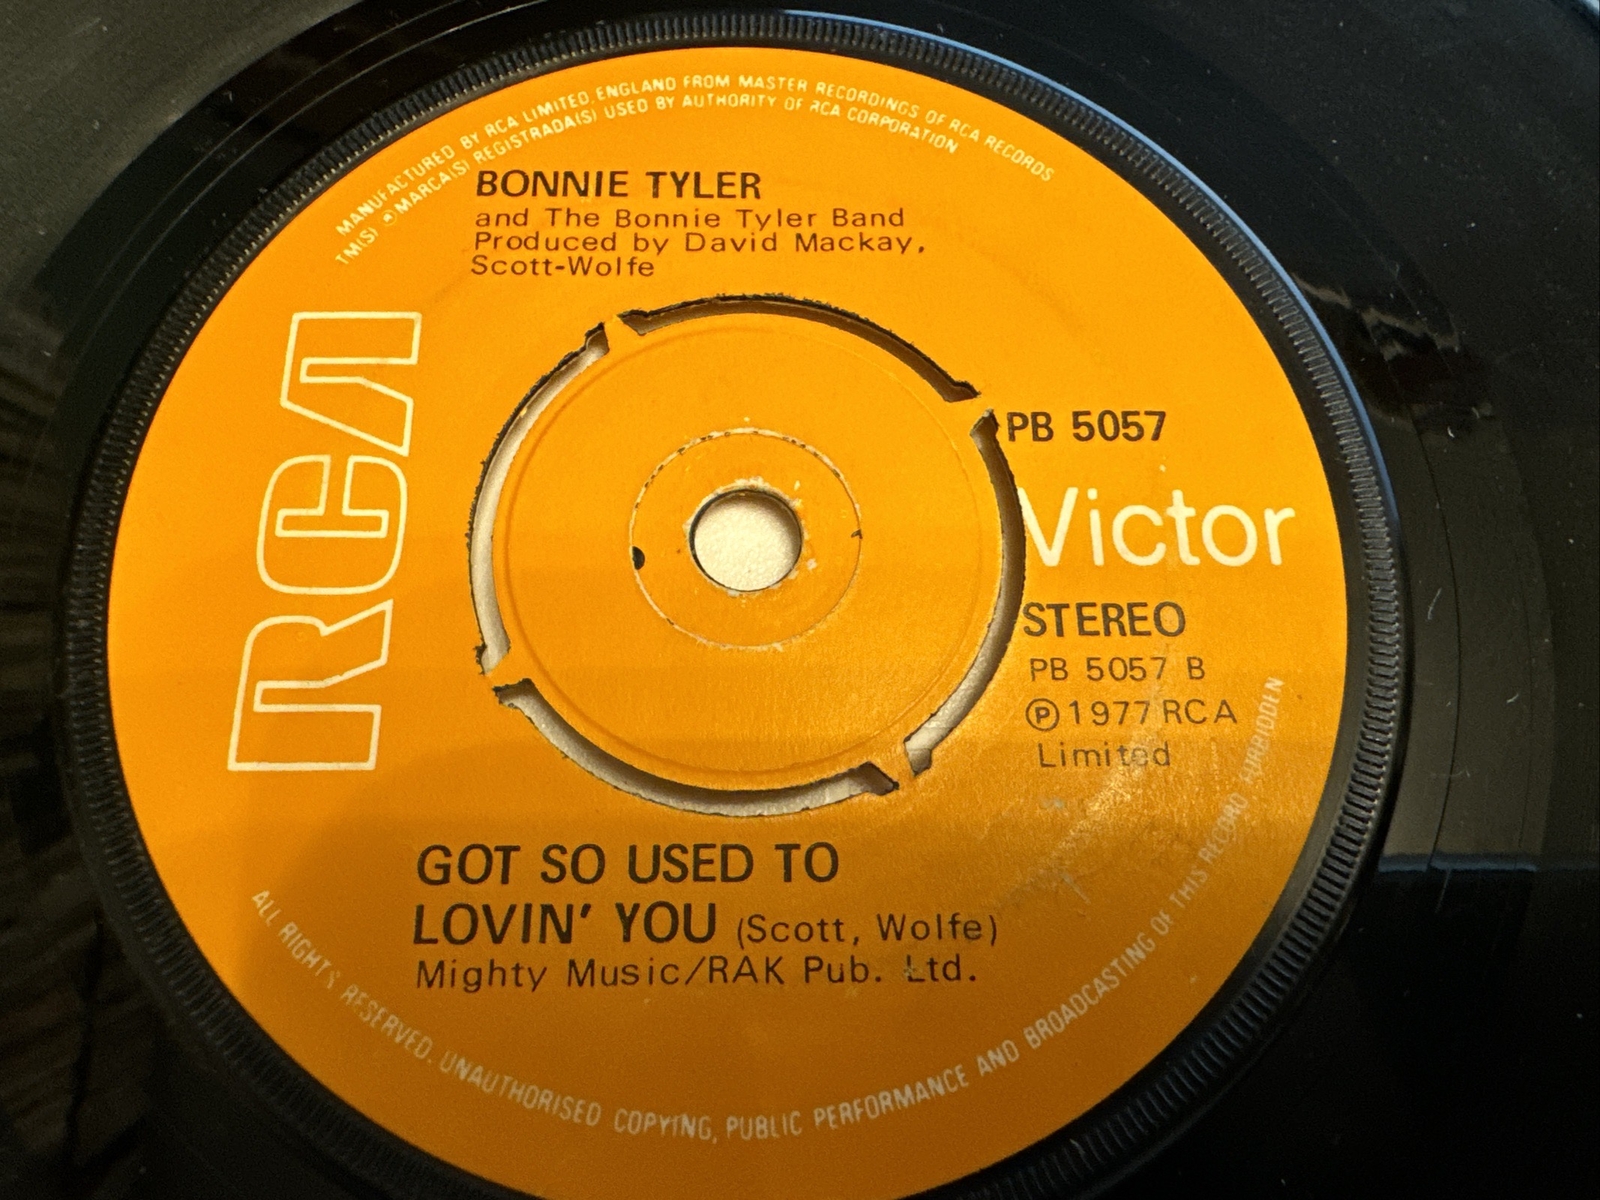 MANUFACTURED BY RCA LIMITED, ENGLAND FROM MASTER RECORDINGS OF RCA RECORDS
TM(S) ® MARCA(S) REGISTRADA(S) USED BY AUTHORITY OF RCA CORPORATION
BONNIE TYLER
and The Bonnie Tyler Band
Produced by David Mackay,
Scott-Wolfe
RCA
PB 5057
Victor
STEREO
PB 5057 B
Ⓟ 1977 RCA
Limited
GOT SO USED TO
LOVIN' YOU (Scott, Wolfe)
Mighty Music/RAK Pub. Ltd.
ALL RIGHTS RESERVED. UNAUTHORISED COPYING, PUBLIC PERFORMANCE AND BROADCASTING OF THIS RECORD FORBIDDEN